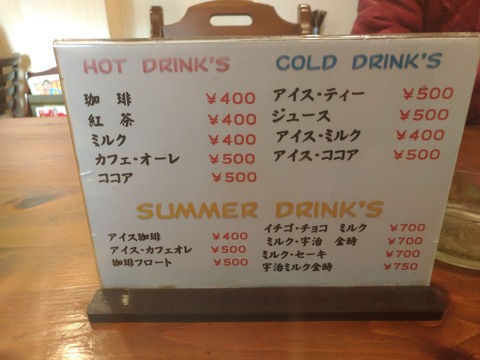 HOT DRINK'S
珈琲 ¥400
紅茶 ¥400
ミルク ¥400
カフェ・オーレ ¥500
ココア ¥500
COLD DRINK'S
アイス・ティー ¥500
ジュース ¥500
アイス・ミルク ¥400
アイス・ココア ¥500
SUMMER DRINK'S
アイス珈琲 ¥400
アイス・カフェオレ ¥500
珈琲フロート ¥500
イチゴ・チョコ ミルク ¥700
ミルク・宇治 金時 ¥700
ミルク・セーキ ¥700
宇治ミルク金時 ¥750